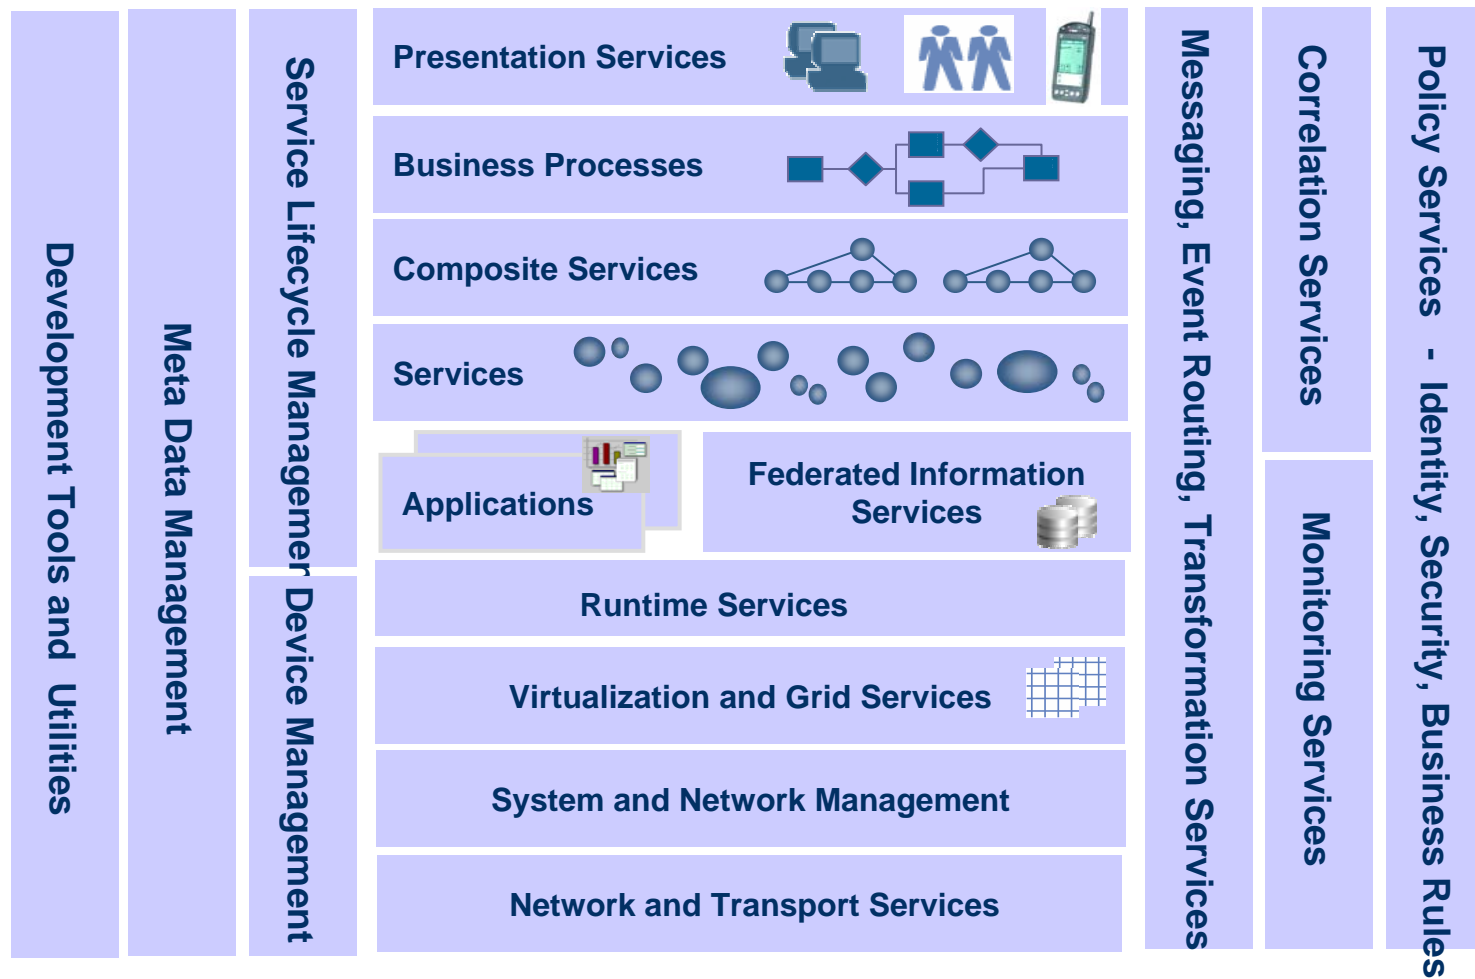 Development Tools and Utilities
Meta Data Management
Service Lifecycle Managemer
Device Management
Presentation Services
Business Processes
Composite Services
Services
Applications
Federated Information
Services
Runtime Services
Virtualization and Grid Services
System and Network Management
Network and Transport Services
Messaging, Event Routing, Transformation Services
Correlation Services
Monitoring Services
Policy Services - Identity, Security, Business Rules